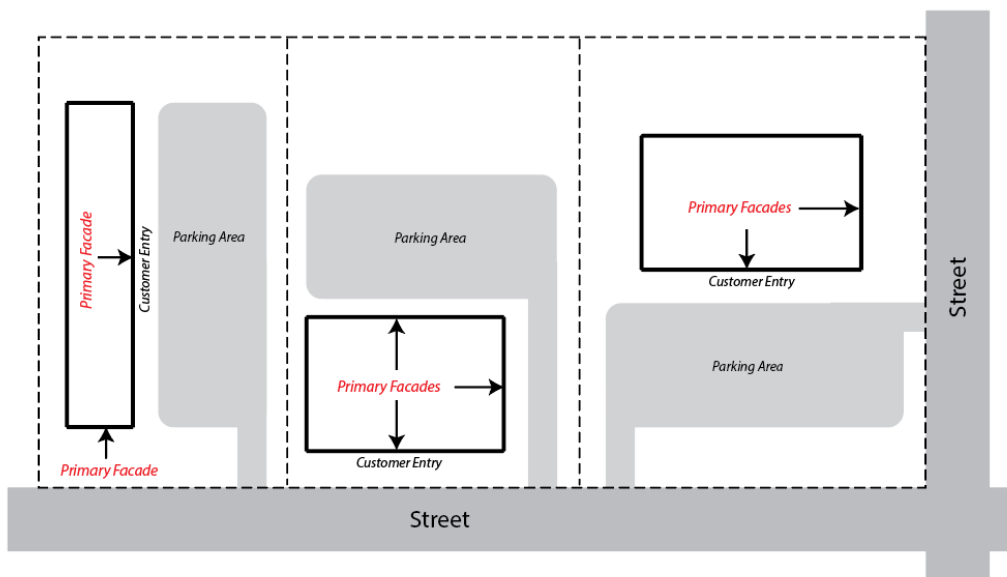 Primary Facade
Customer Entry
Parking Area
Primary Facade
Parking Area
Primary Facades
Customer Entry
Primary Facades
Customer Entry
Parking Area
Street
Street